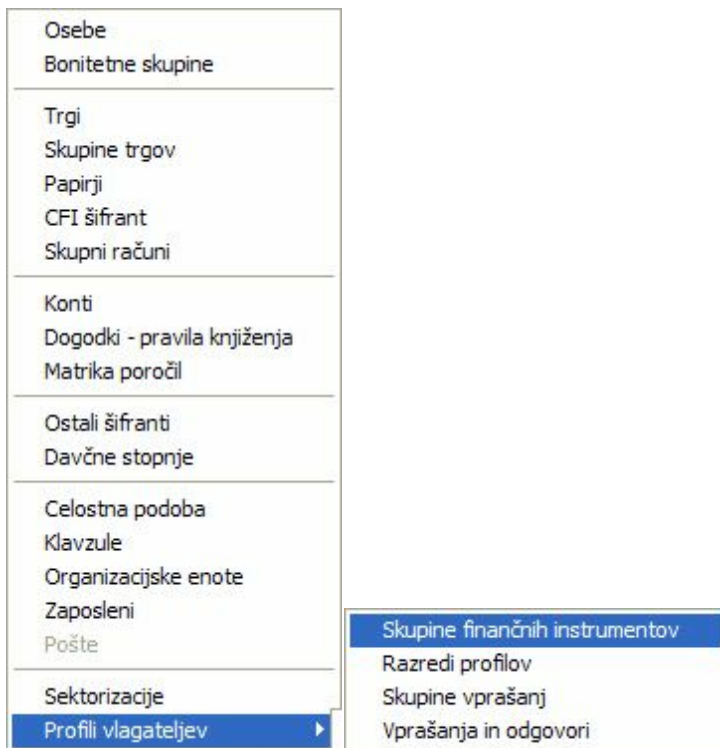 Osebe
Bonitetne skupine
Trgi
Skupine trgov
Papirji
CFI šifrant
Skupni računi
Konti
Dogodki - pravila knjiženja
Matrika poročil
Ostali šifranti
Davčne stopnje
Celostna podoba
Klavzule
Organizacijske enote
Zaposleni
Pošte
Sektorizacije
Profili vlagateljev
Skupine finančnih instrumentov
Razredi profilov
Skupine vprašanj
Vprašanja in odgovori